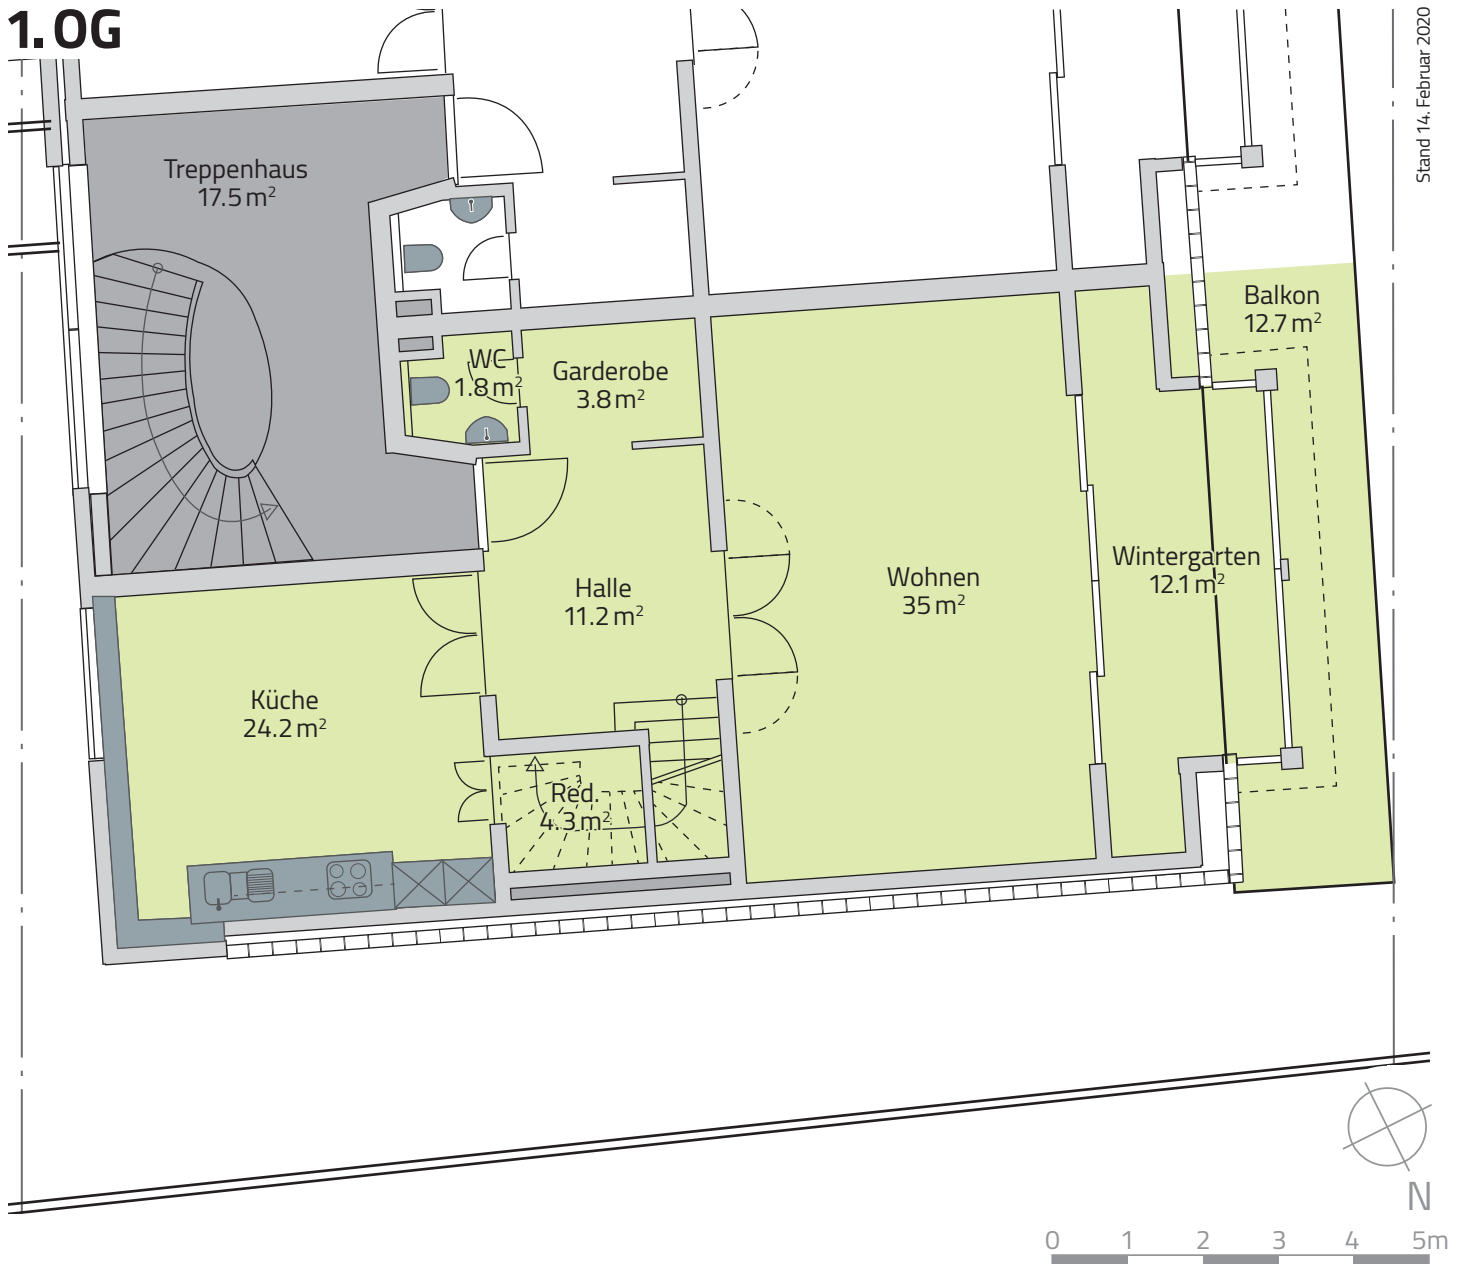 1. OG
Stand 14. Februar 2020
Treppenhaus
17.5 m²
Balkon
12.7 m²
WC
1.8 m²
Garderobe
3.8 m²
Wintergarten
12.1 m²
Wohnen
35 m²
Halle
11.2 m²
Küche
24.2 m²
Red.
4.3 m²
N
0 1 2 3 4 5m